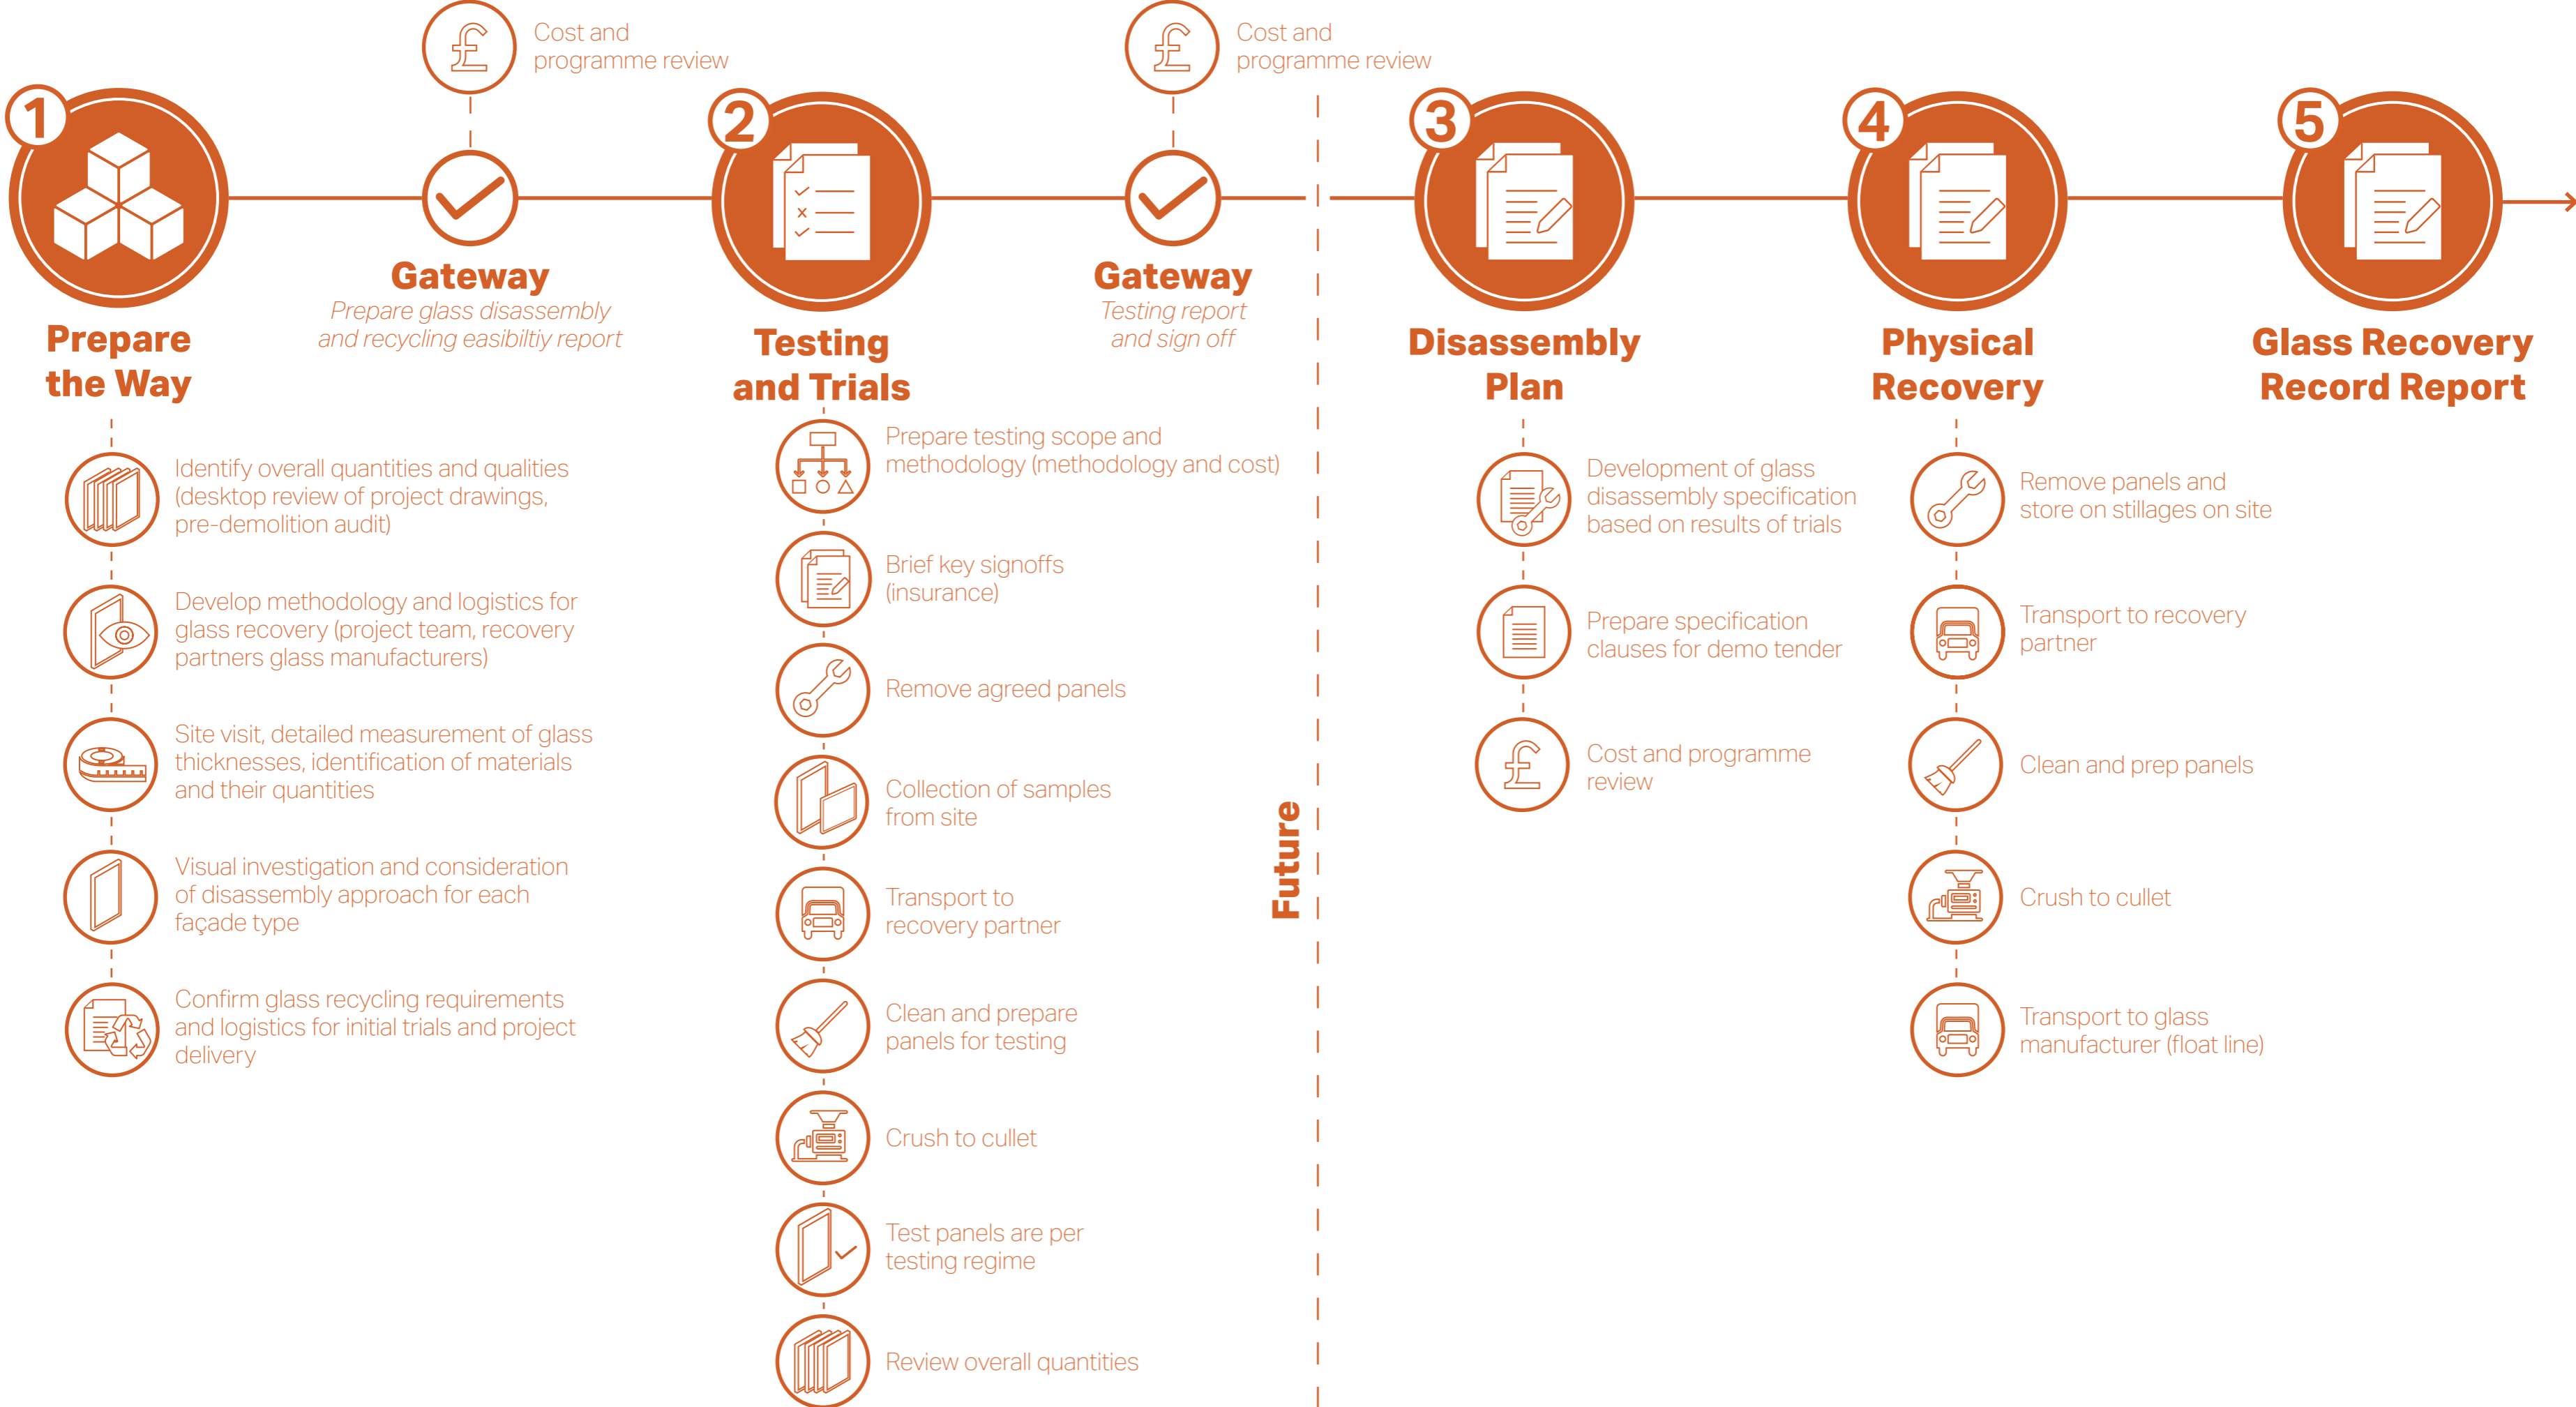 £
Cost and
programme review
£
Cost and
programme review
1
Prepare
the Way
Gateway
Prepare glass disassembly
and recycling easibiltiy report
2
Testing
and Trials
Gateway
Testing report
and sign off
3
Disassembly
Plan
4
Physical
Recovery
5
Glass Recovery
Record Report
Identify overall quantities and qualities
(desktop review of project drawings,
pre-demolition audit)
Develop methodology and logistics for
glass recovery (project team, recovery
partners glass manufacturers)
Site visit, detailed measurement of glass
thicknesses, identification of materials
and their quantities
Visual investigation and consideration
of disassembly approach for each
façade type
Confirm glass recycling requirements
and logistics for initial trials and project
delivery
Prepare testing scope and
methodology (methodology and cost)
Brief key signoffs
(insurance)
Remove agreed panels
Collection of samples
from site
Transport to
recovery partner
Clean and prepare
panels for testing
Crush to cullet
Test panels are per
testing regime
Review overall quantities
Future
Development of glass
disassembly specification
based on results of trials
Prepare specification
clauses for demo tender
£
Cost and programme
review
Remove panels and
store on stillages on site
Transport to recovery
partner
Clean and prep panels
Crush to cullet
Transport to glass
manufacturer (float line)